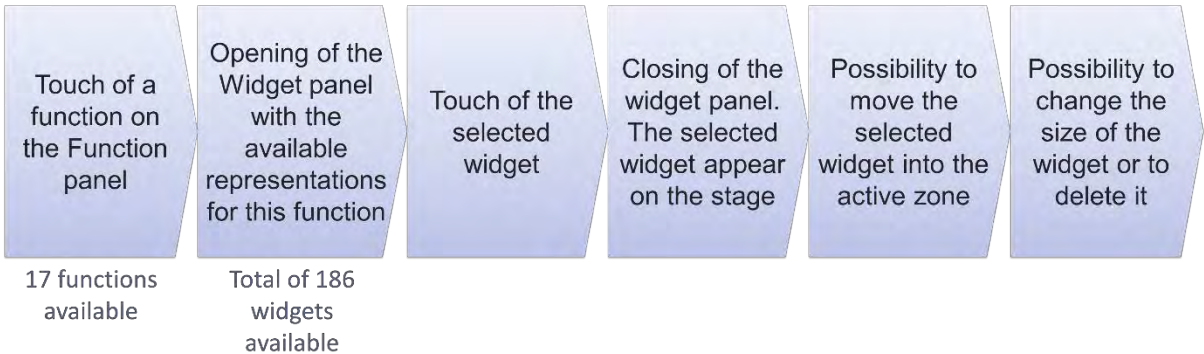 Touch of a
function on
the Function
panel
Opening of the
Widget panel
with the
available
representations
for this function
Touch of the
selected
widget
Closing of the
widget panel.
The selected
widget appear
on the stage
Possibility to
move the
selected
widget into the
active zone
Possibility to
change the
size of the
widget or to
delete it
17 functions
available
Total of 186
widgets
available